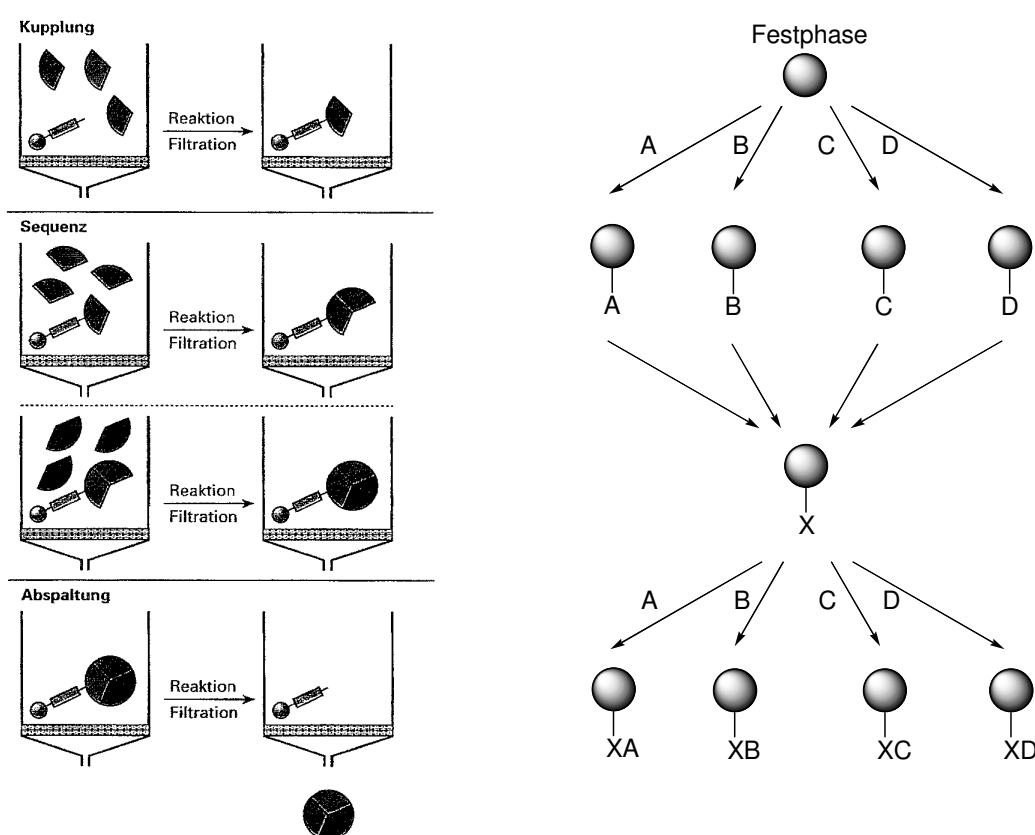 Kupplung
Reaktion
Filtration
Sequenz
Reaktion
Filtration
Reaktion
Filtration
Abspaltung
Reaktion
Filtration
Festphase
A B C D
A B C D
X
A B C D
XA XB XC XD